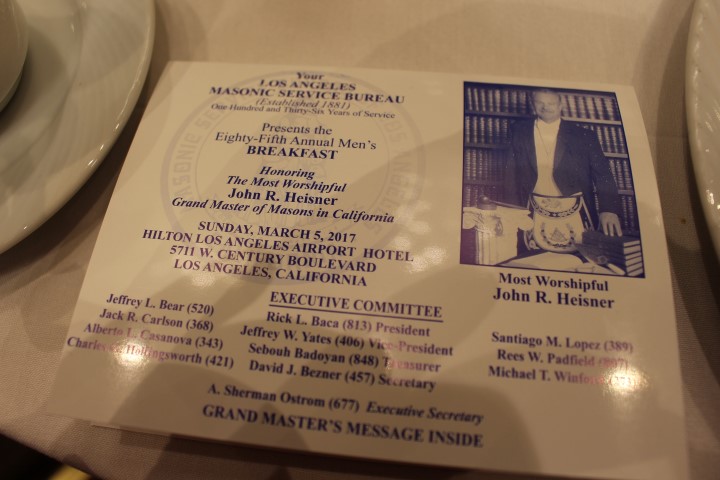 Your
LOS ANGELES
MASONIC SERVICE BUREAU
(Established 1881)
One Hundred and Thirty-Six Years of Service
Presents the
Eighty-Fifth Annual Men's
BREAKFAST
Honoring
The Most Worshipful
John R. Heisner
Grand Master of Masons in California
SUNDAY, MARCH 5, 2017
HILTON LOS ANGELES AIRPORT HOTEL
5711 W. CENTURY BOULEVARD
LOS ANGELES, CALIFORNIA
Most Worshipful
John R. Heisner
EXECUTIVE COMMITTEE
Jeffrey L. Bear (520)
Jack R. Carlson (368)
Alberto L. Casanova (343)
Charles Hollingsworth (421)
Rick L. Baca (813) President
Jeffrey W. Yates (406) Vice-President
Sebouh Badoyan (848) Treasurer
David J. Bezner (457) Secretary
Santiago M. Lopez (389)
Rees W. Padfield
Michael T.
A. Sherman Ostrom (677) Executive Secretary
GRAND MASTER'S MESSAGE INSIDE